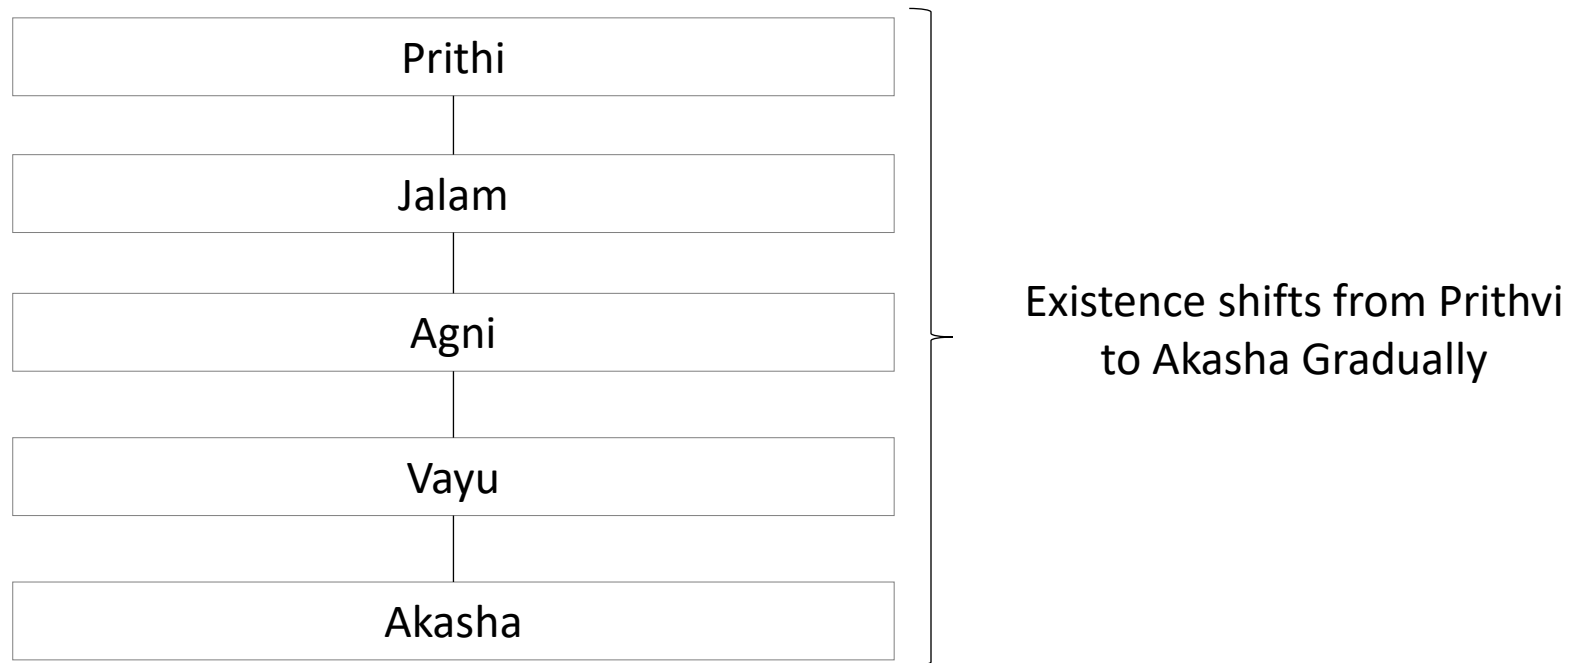 Prithi
Jalam
Agni
Vayu
Akasha
Existence shifts from Prithvi
to Akasha Gradually